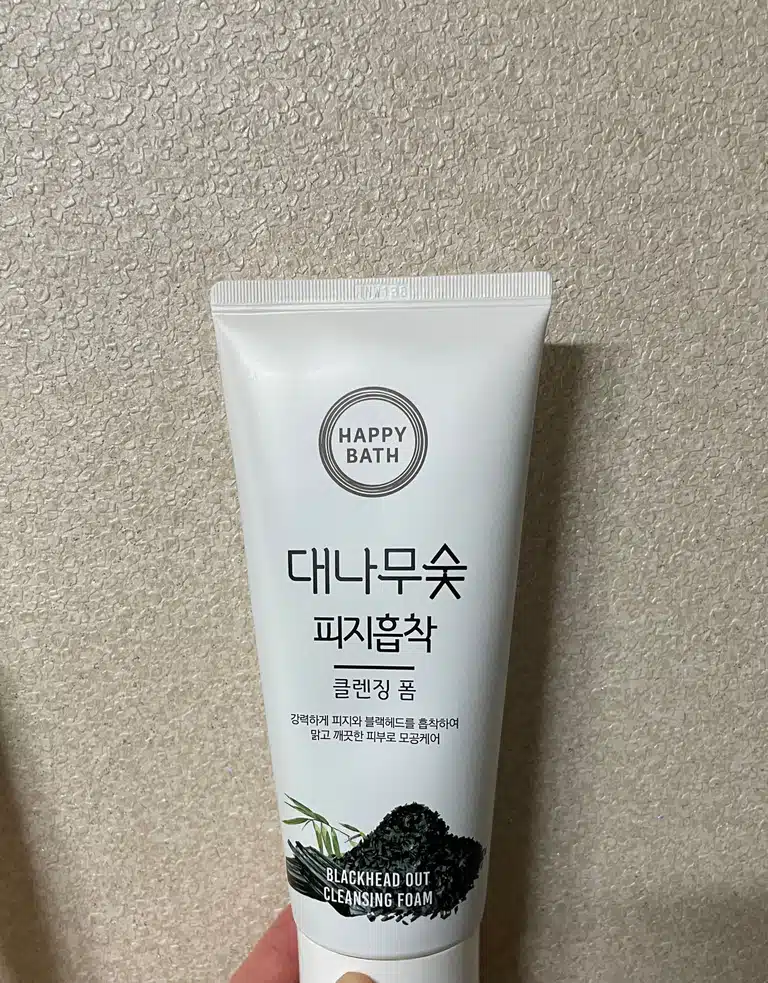 HAPPY
BATH
대나무숯
피지흡착
클렌징 폼
강력하게 피지와 블랙헤드를 흡착하여
맑고 깨끗한 피부로 모공케어
BLACKHEAD OUT
CLEANSING FOAM